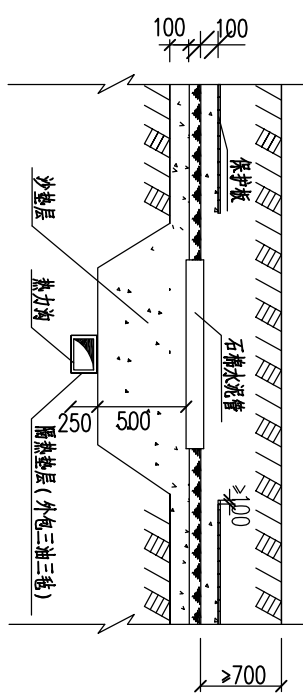 100
100
保护板
沙垫层
热力沟
石棉水泥管
250
500
隔热垫层(外包三油三毡)
≥100
≥700